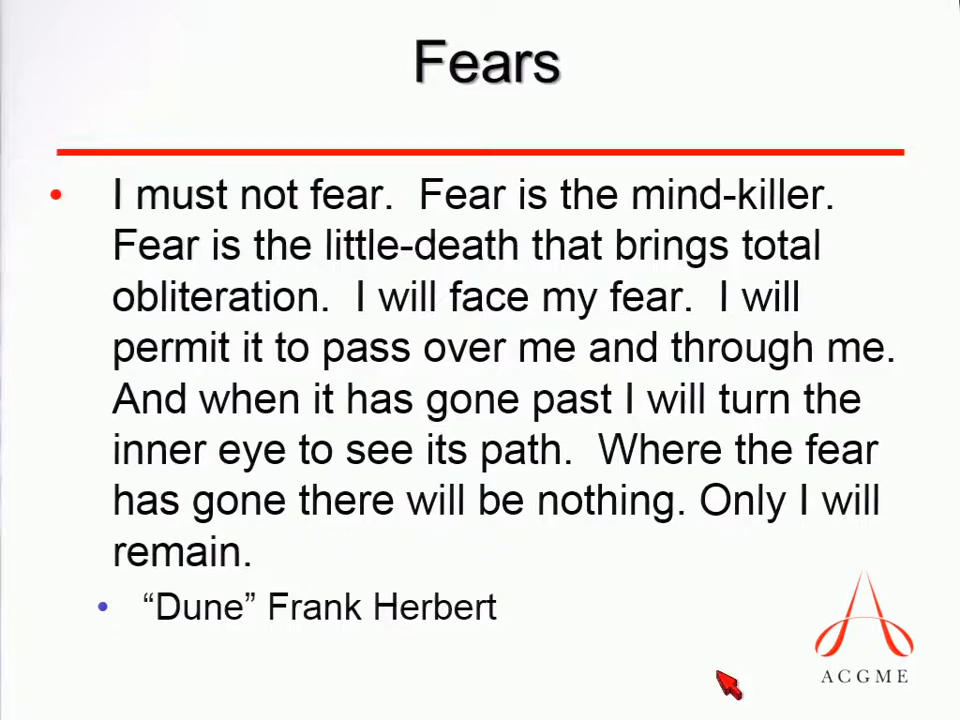 Fears
• I must not fear.  Fear is the mind-killer.
Fear is the little-death that brings total
obliteration.  I will face my fear.  I will
permit it to pass over me and through me.
And when it has gone past I will turn the
inner eye to see its path.  Where the fear
has gone there will be nothing. Only I will
remain.
• “Dune” Frank Herbert
ACGME